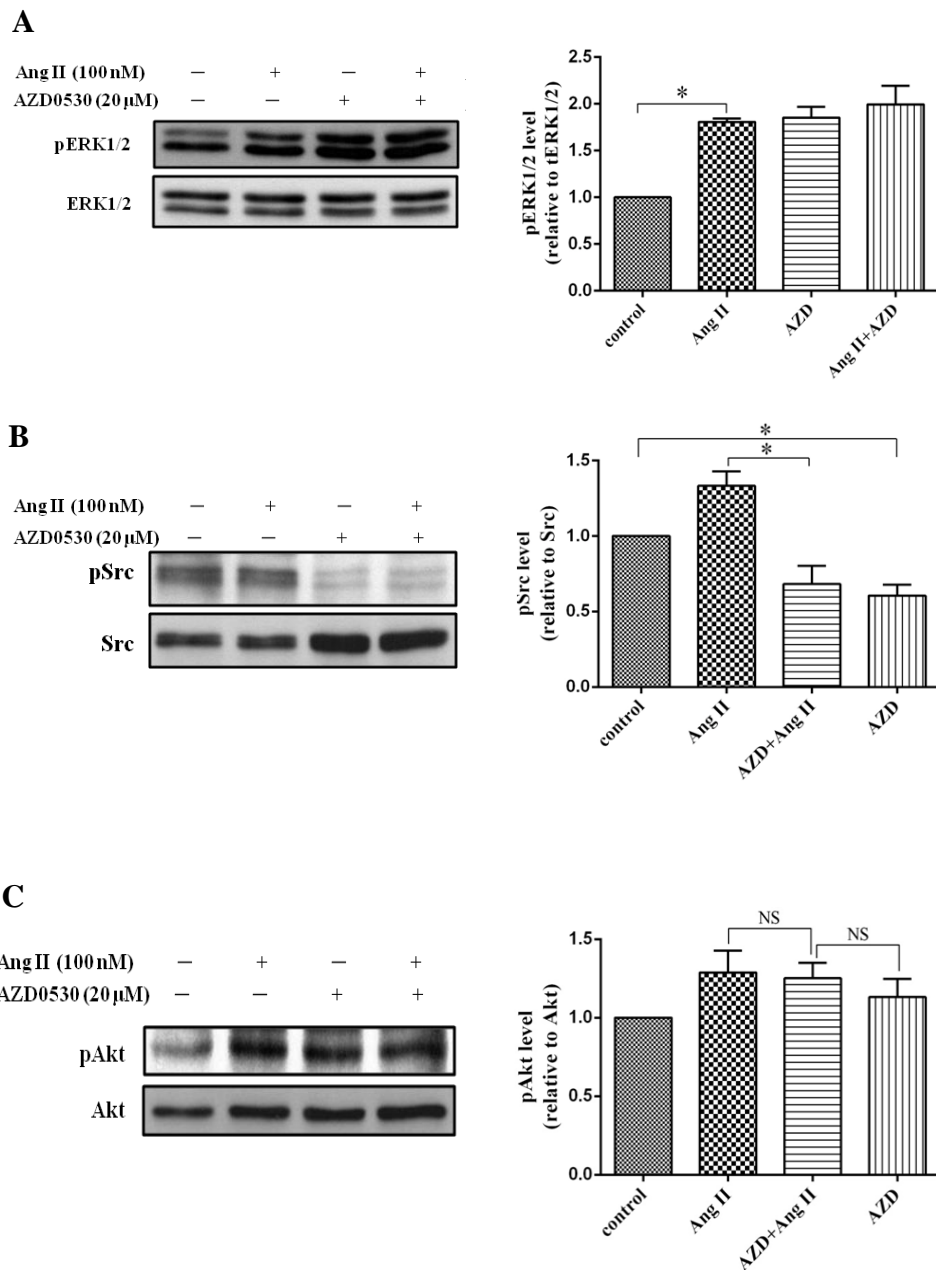 A
Ang II (100 nM) – + – +
AZD0530 (20 μM) – – + +
pERK1/2
ERK1/2
pERK1/2 level
(relative to tERK1/2)
2.5
2.0
1.5
1.0
0.5
0.0
*
control
Ang II
AZD
Ang II+AZD
B
Ang II (100 nM) – + – +
AZD0530 (20 μM) – – + +
pSrc
Src
pSrc level
(relative to Src)
1.5
1.0
0.5
0.0
*
*
control
Ang II
AZD+Ang II
AZD
C
Ang II (100 nM) – + – +
AZD0530 (20 μM) – – + +
pAkt
Akt
pAkt level
(relative to Akt)
1.5
1.0
0.5
0.0
NS
NS
control
Ang II
AZD+Ang II
AZD